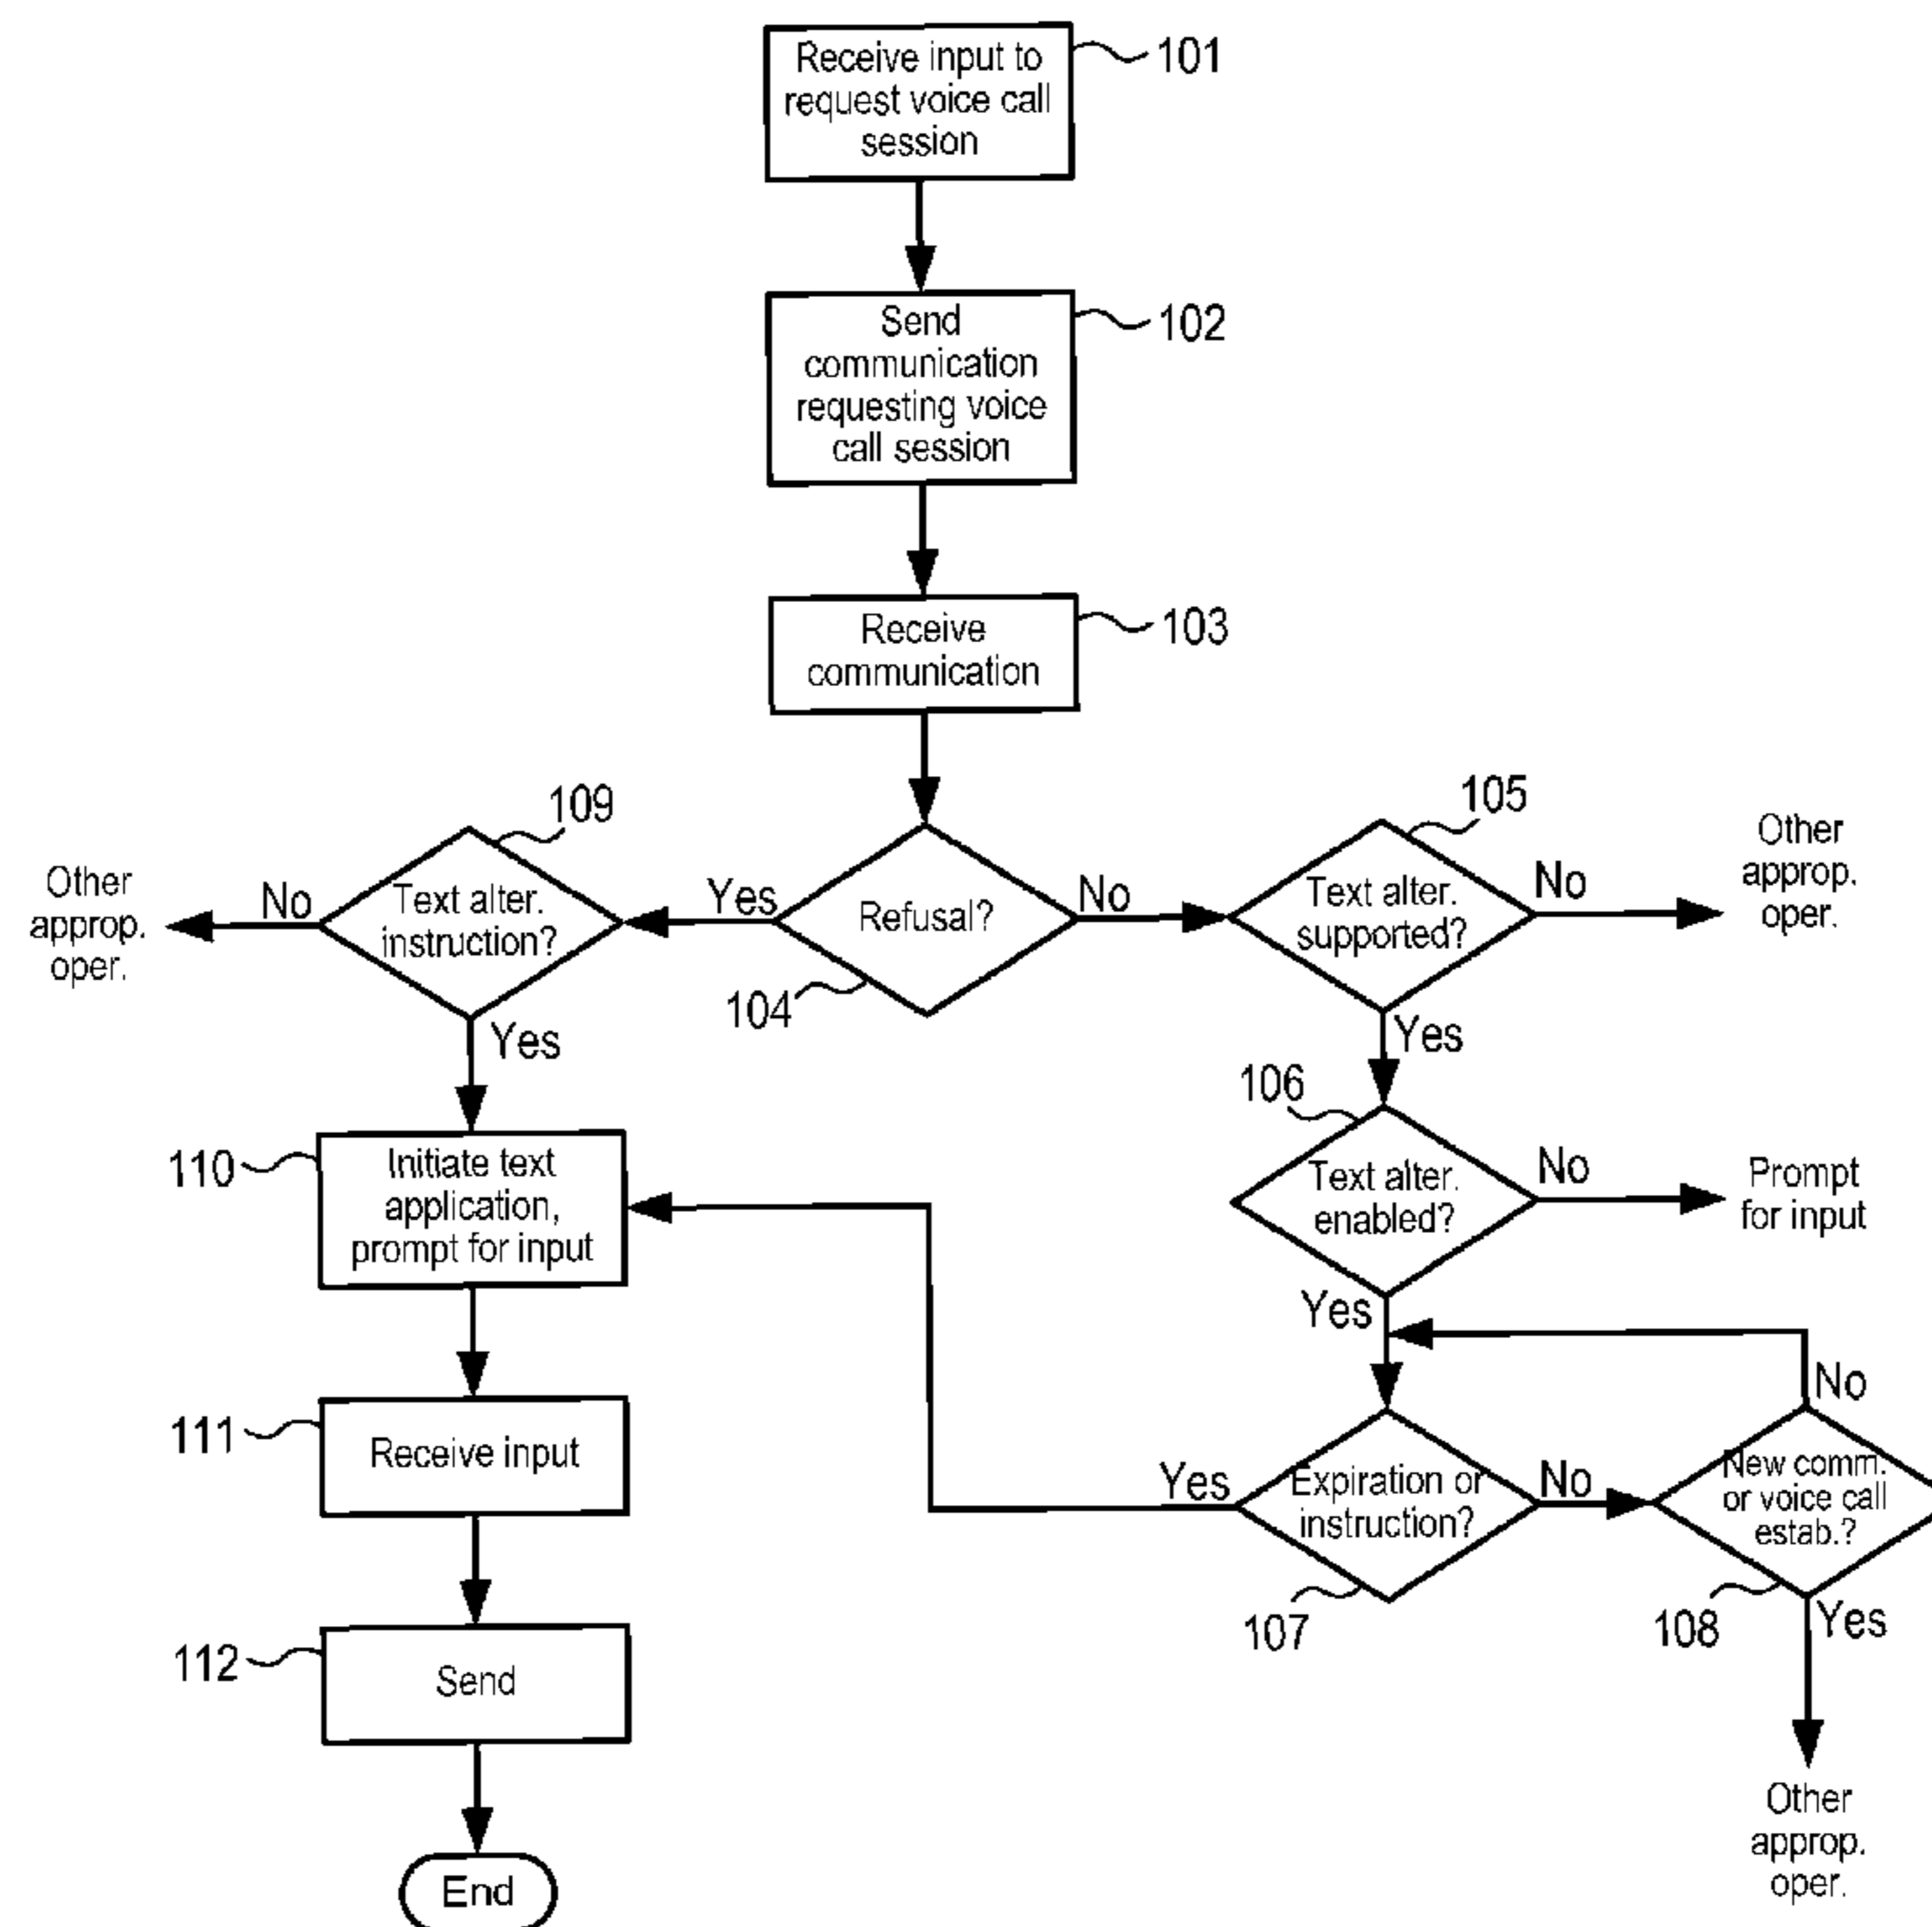 Receive input to
request voice call
session
101
Send
communication
requesting voice
call session
102
Receive
communication
103
Refusal?
104
Yes
No
109
Text alter.
instruction?
No
Other
approp.
oper.
Yes
105
Text alter.
supported?
No
Other
approp.
oper.
Yes
106
Text alter.
enabled?
No
Prompt
for input
Yes
110
Initiate text
application,
prompt for input
111
Receive input
112
Send
End
Expiration or
instruction?
107
Yes
No
New comm.
or voice call
estab.?
108
No
Yes
Other
approp.
oper.